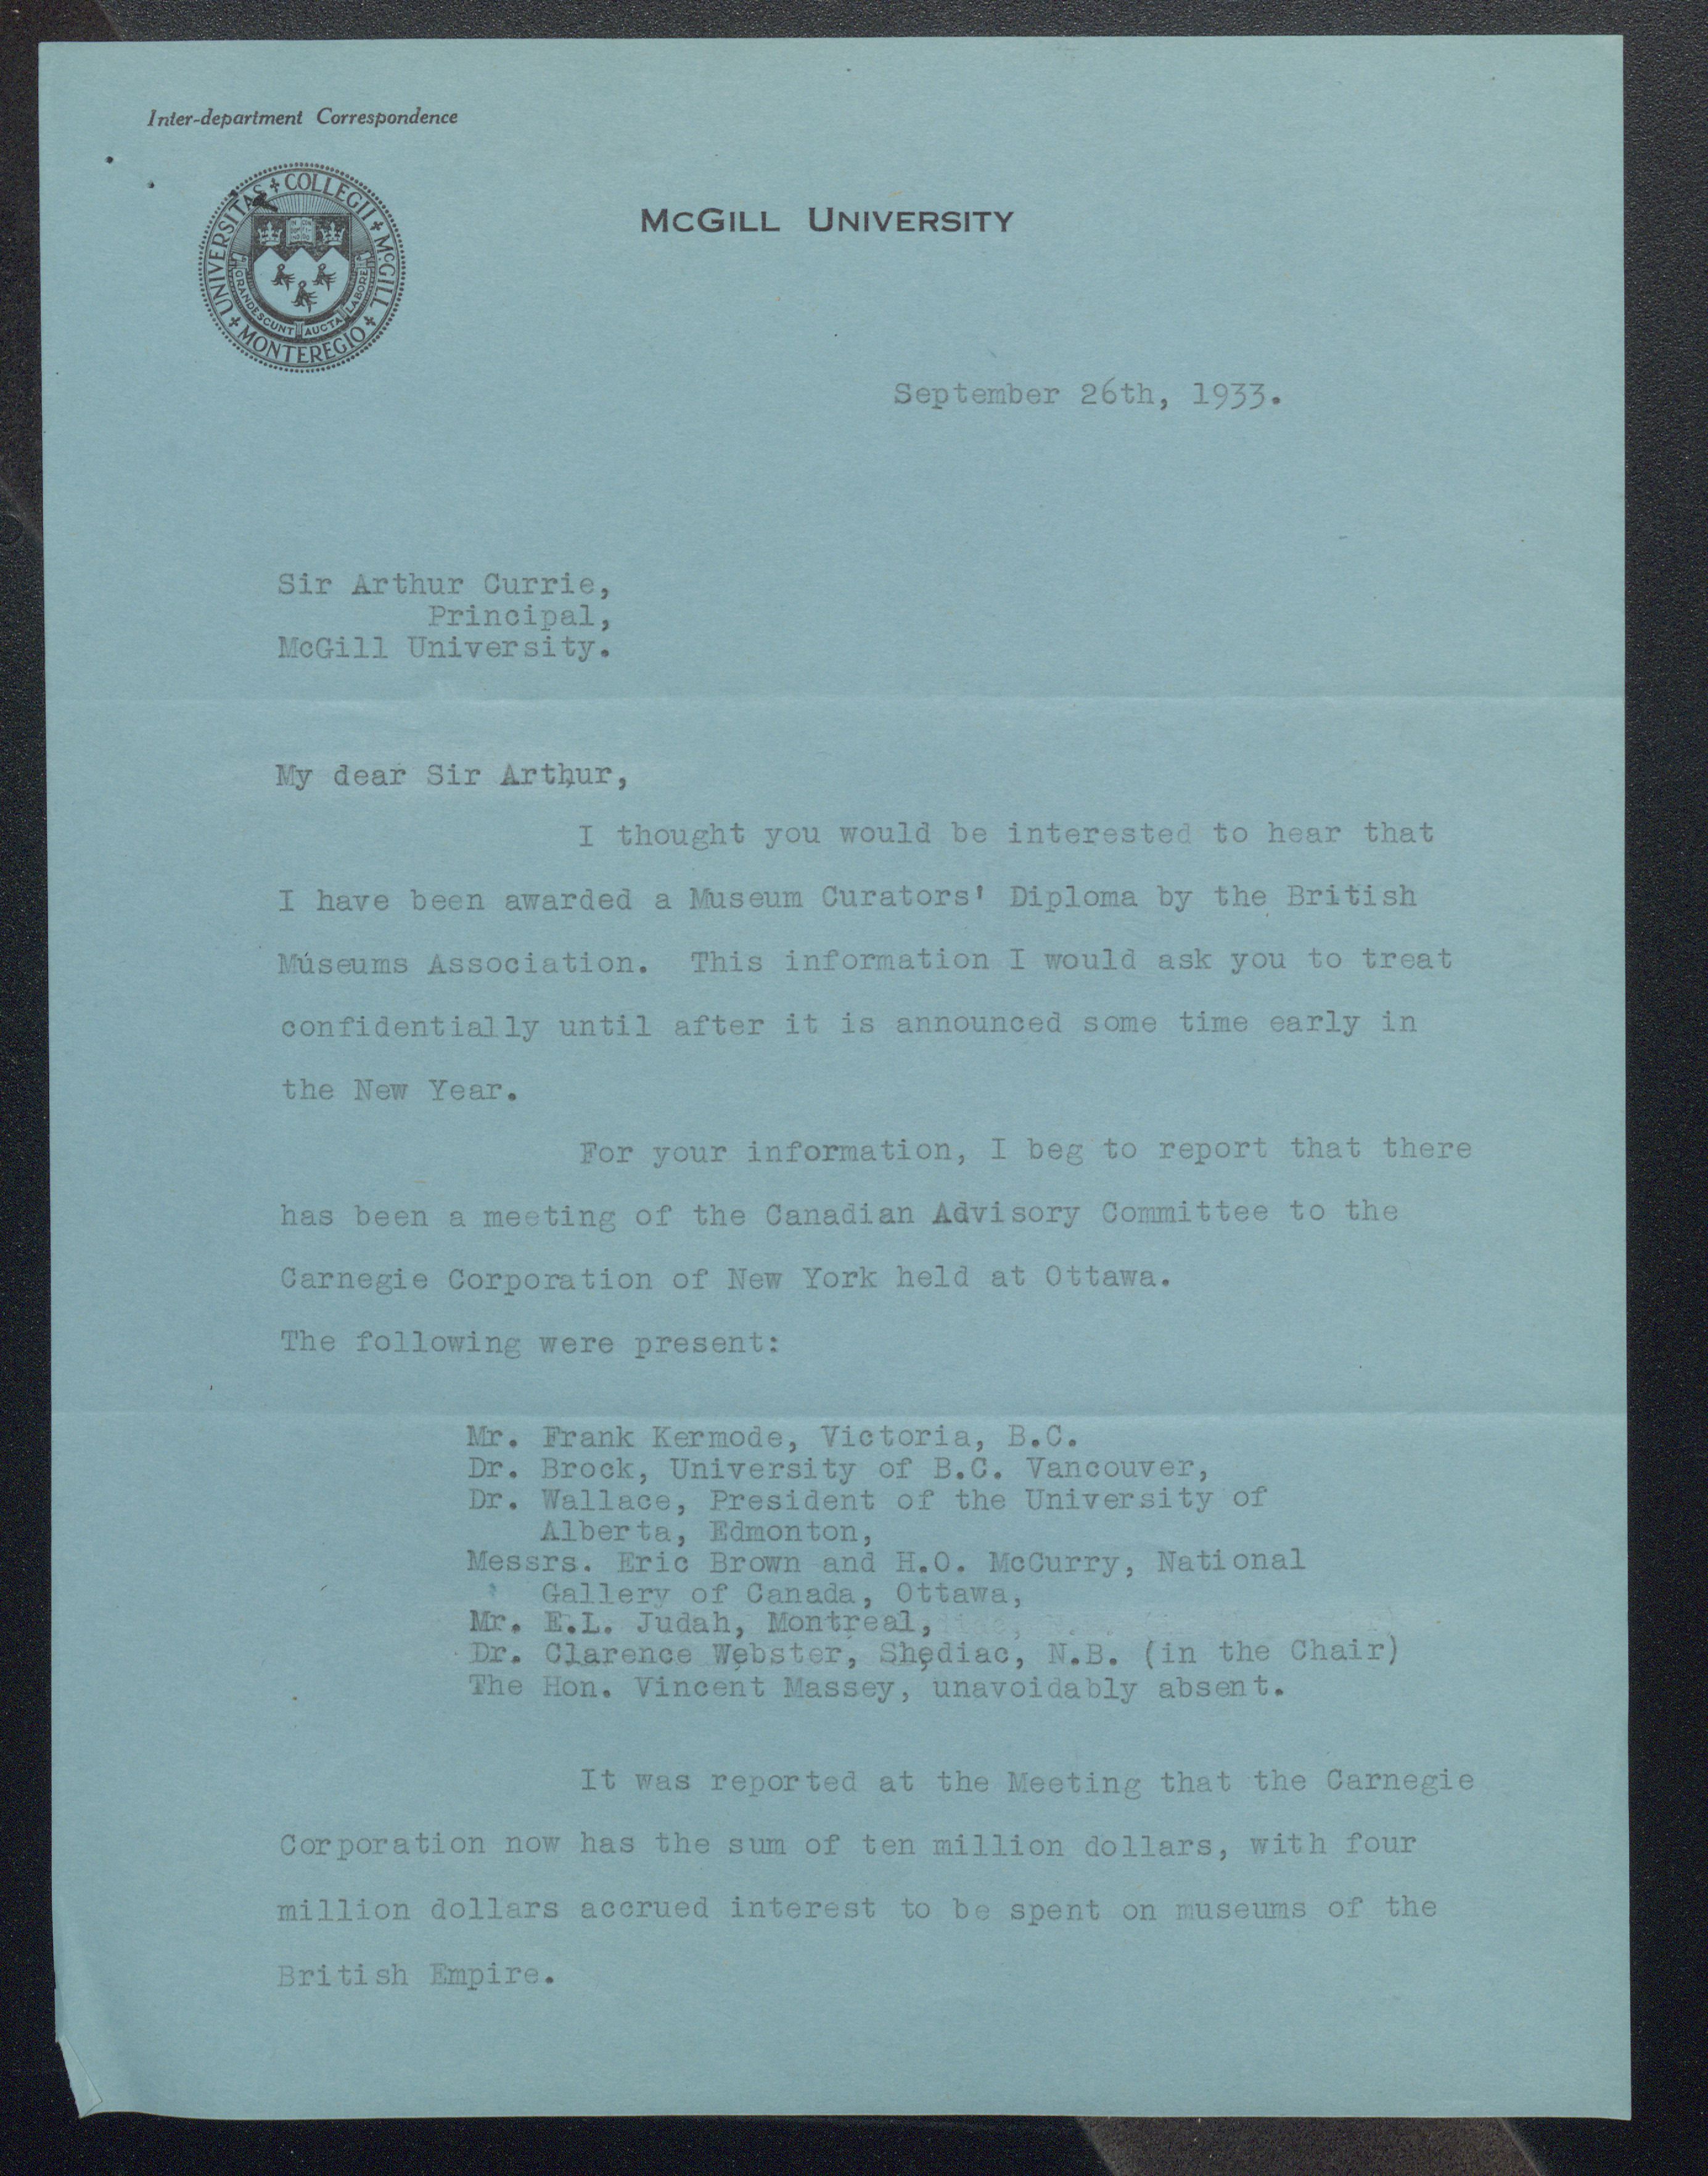 Inter-department Correspondence
UNIVERSITAS + COLLEGII + McGILL + MONTEREGIO +
GRANDESCUNT AUCTA LABORE
McGILL UNIVERSITY
September 26th, 1933.
Sir Arthur Currie,
Principal,
McGill University.
My dear Sir Arthur,
I thought you would be interested to hear that
I have been awarded a Museum Curators' Diploma by the British
Museums Association. This information I would ask you to treat
confidentially until after it is announced some time early in
the New Year.
For your information, I beg to report that there
has been a meeting of the Canadian Advisory Committee to the
Carnegie Corporation of New York held at Ottawa.
The following were present:
Mr. Frank Kermode, Victoria, B.C.
Dr. Brock, University of B.C. Vancouver,
Dr. Wallace, President of the University of
Alberta, Edmonton,
Messrs. Eric Brown and H.O. McCurry, National
Gallery of Canada, Ottawa,
Mr. E.L. Judah, Montreal,
Dr. Clarence Webster, Shediac, N.B. (in the Chair)
The Hon. Vincent Massey, unavoidably absent.
It was reported at the Meeting that the Carnegie
Corporation now has the sum of ten million dollars, with four
million dollars accrued interest to be spent on museums of the
British Empire.